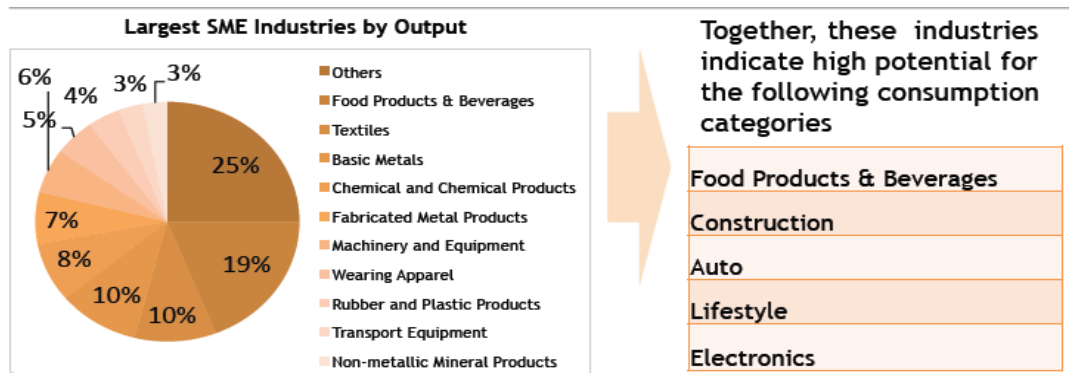 Largest SME Industries by Output
25%
19%
10%
10%
8%
7%
6%
5%
4%
3%
3%
Others
Food Products & Beverages
Textiles
Basic Metals
Chemical and Chemical Products
Fabricated Metal Products
Machinery and Equipment
Wearing Apparel
Rubber and Plastic Products
Transport Equipment
Non-metallic Mineral Products
Together, these industries
indicate high potential for
the following consumption
categories
Food Products & Beverages
Construction
Auto
Lifestyle
Electronics